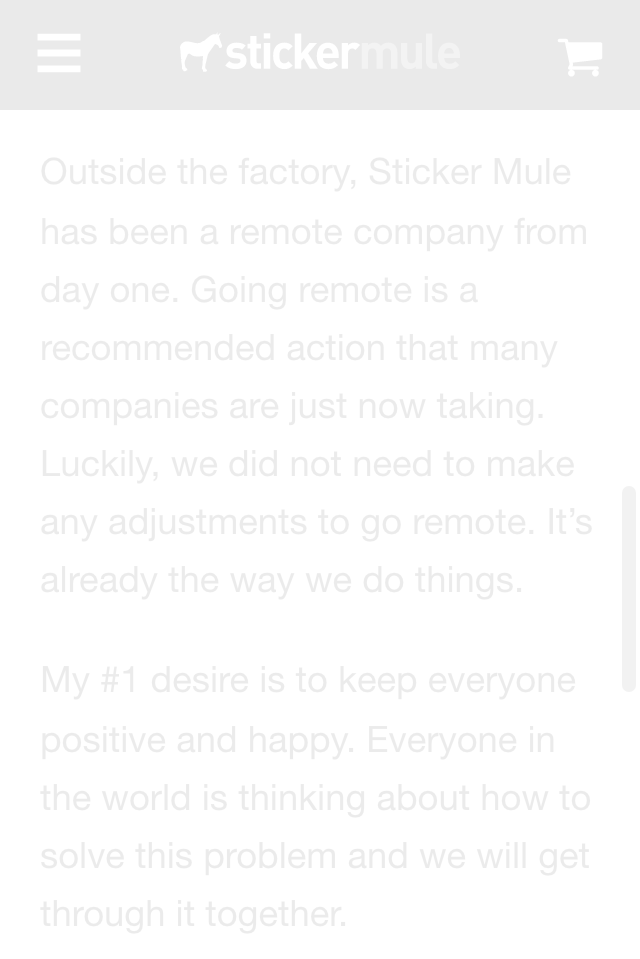 stickermule
Outside the factory, Sticker Mule
has been a remote company from
day one. Going remote is a
recommended action that many
companies are just now taking.
Luckily, we did not need to make
any adjustments to go remote. It’s
already the way we do things.
My #1 desire is to keep everyone
positive and happy. Everyone in
the world is thinking about how to
solve this problem and we will get
through it together.